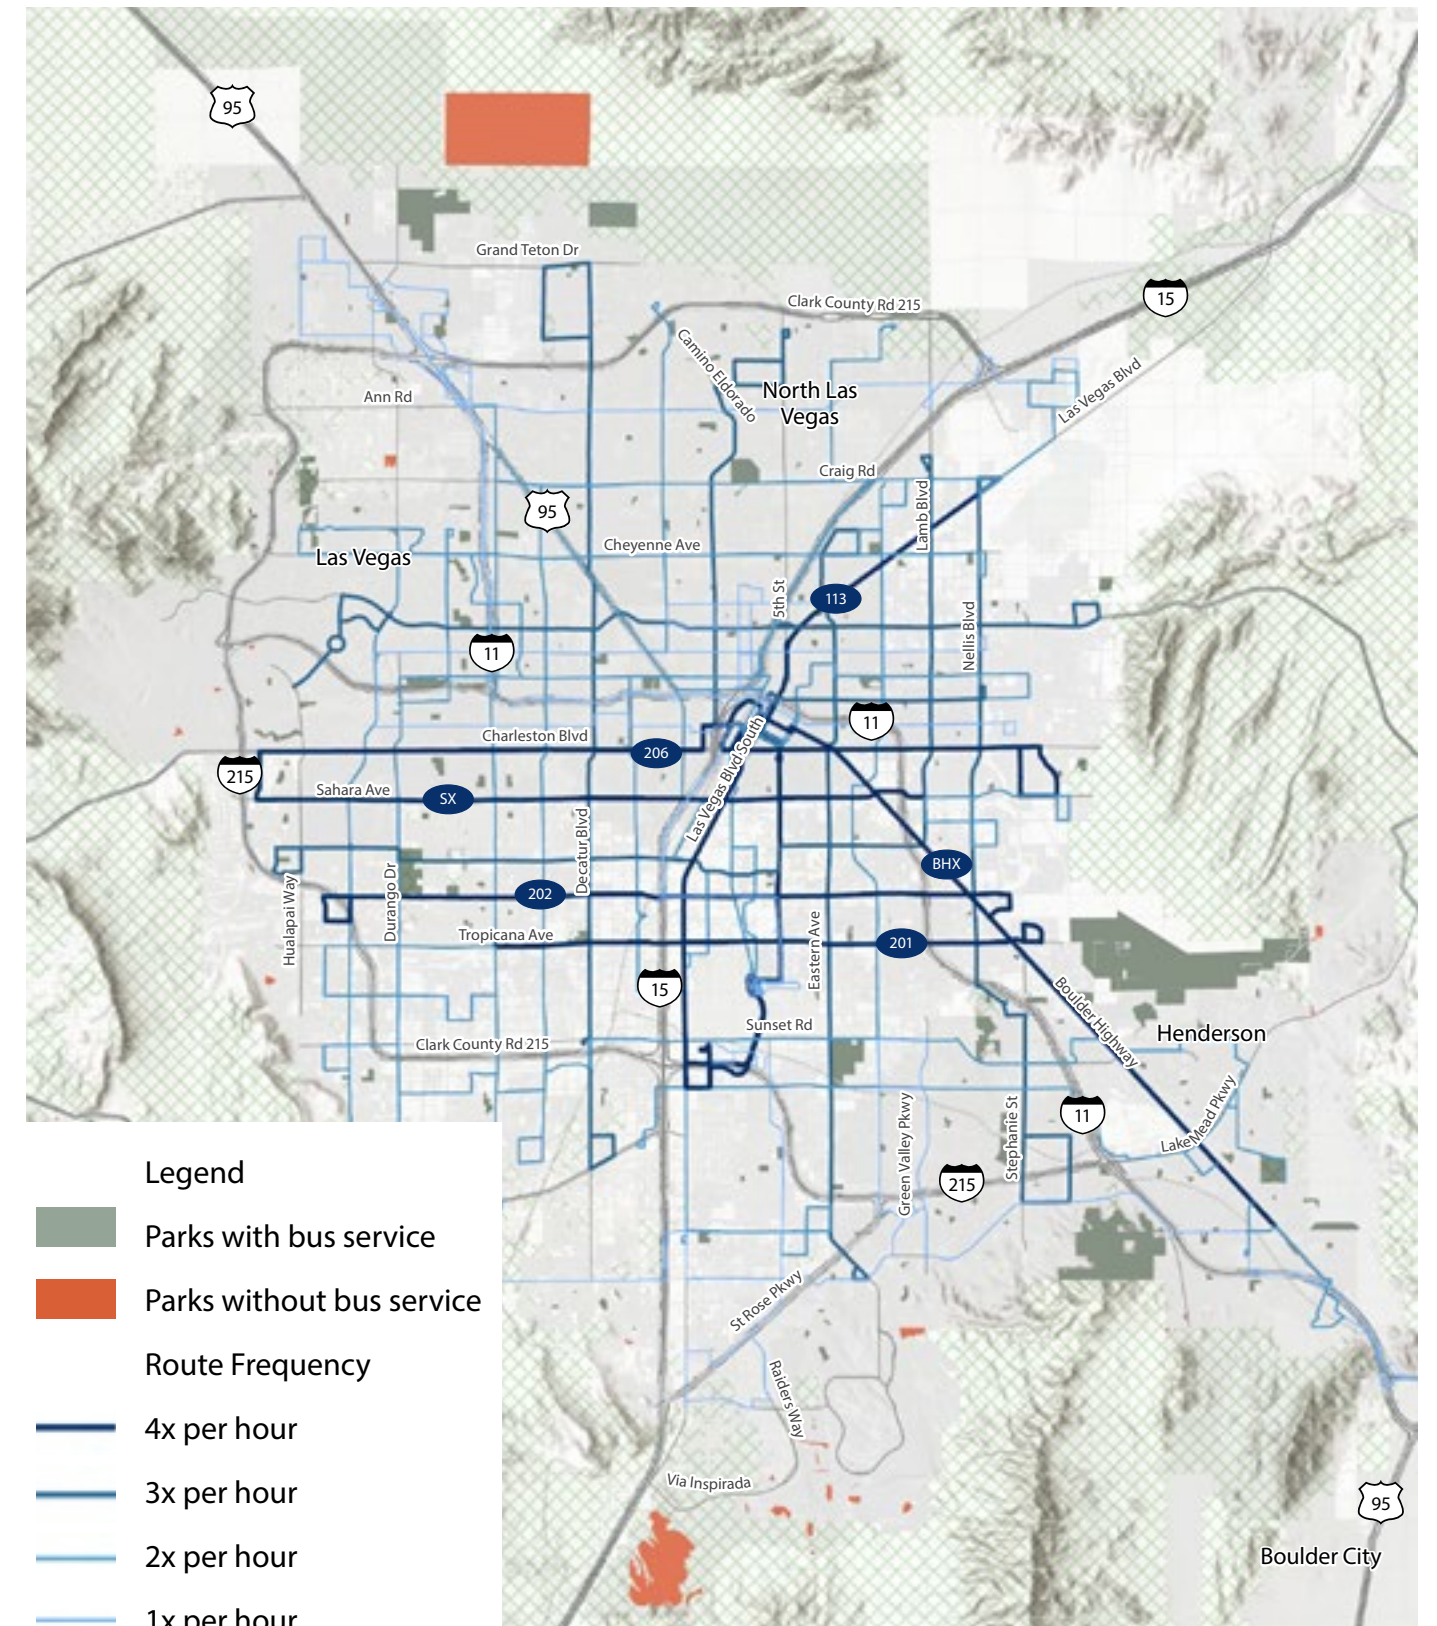 95
Grand Teton Dr
Clark County Rd 215
15
Camino Eldorado
Las Vegas Blvd
Ann Rd
North Las
Vegas
Craig Rd
95
Lamb Blvd
Las Vegas
Cheyenne Ave
5th St
113
Nellis Blvd
11
11
Charleston Blvd
206
Las Vegas Blvd South
215
Sahara Ave
SX
Decatur Blvd
BHX
Hualapai Way
Durango Dr
202
Tropicana Ave
Eastern Ave
201
15
Boulder Highway
Sunset Rd
Henderson
Clark County Rd 215
11
Green Valley Pkwy
Stephanie St
Lake Mead Pkwy
215
St Rose Pkwy
Raiders Way
Via Inspirada
95
Boulder City
Legend
Parks with bus service
Parks without bus service
Route Frequency
4x per hour
3x per hour
2x per hour
1x per hour